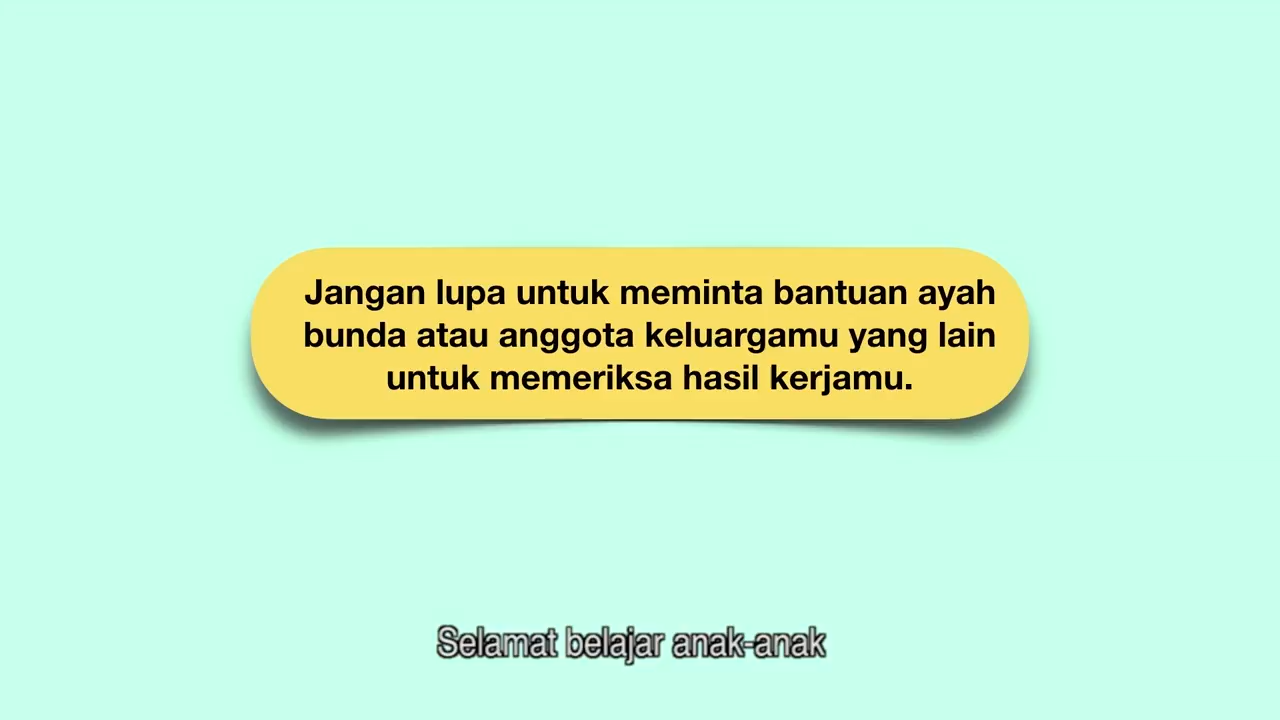 Jangan lupa untuk meminta bantuan ayah
bunda atau anggota keluargamu yang lain
untuk memeriksa hasil kerjamu.
Selamat belajar anak-anak